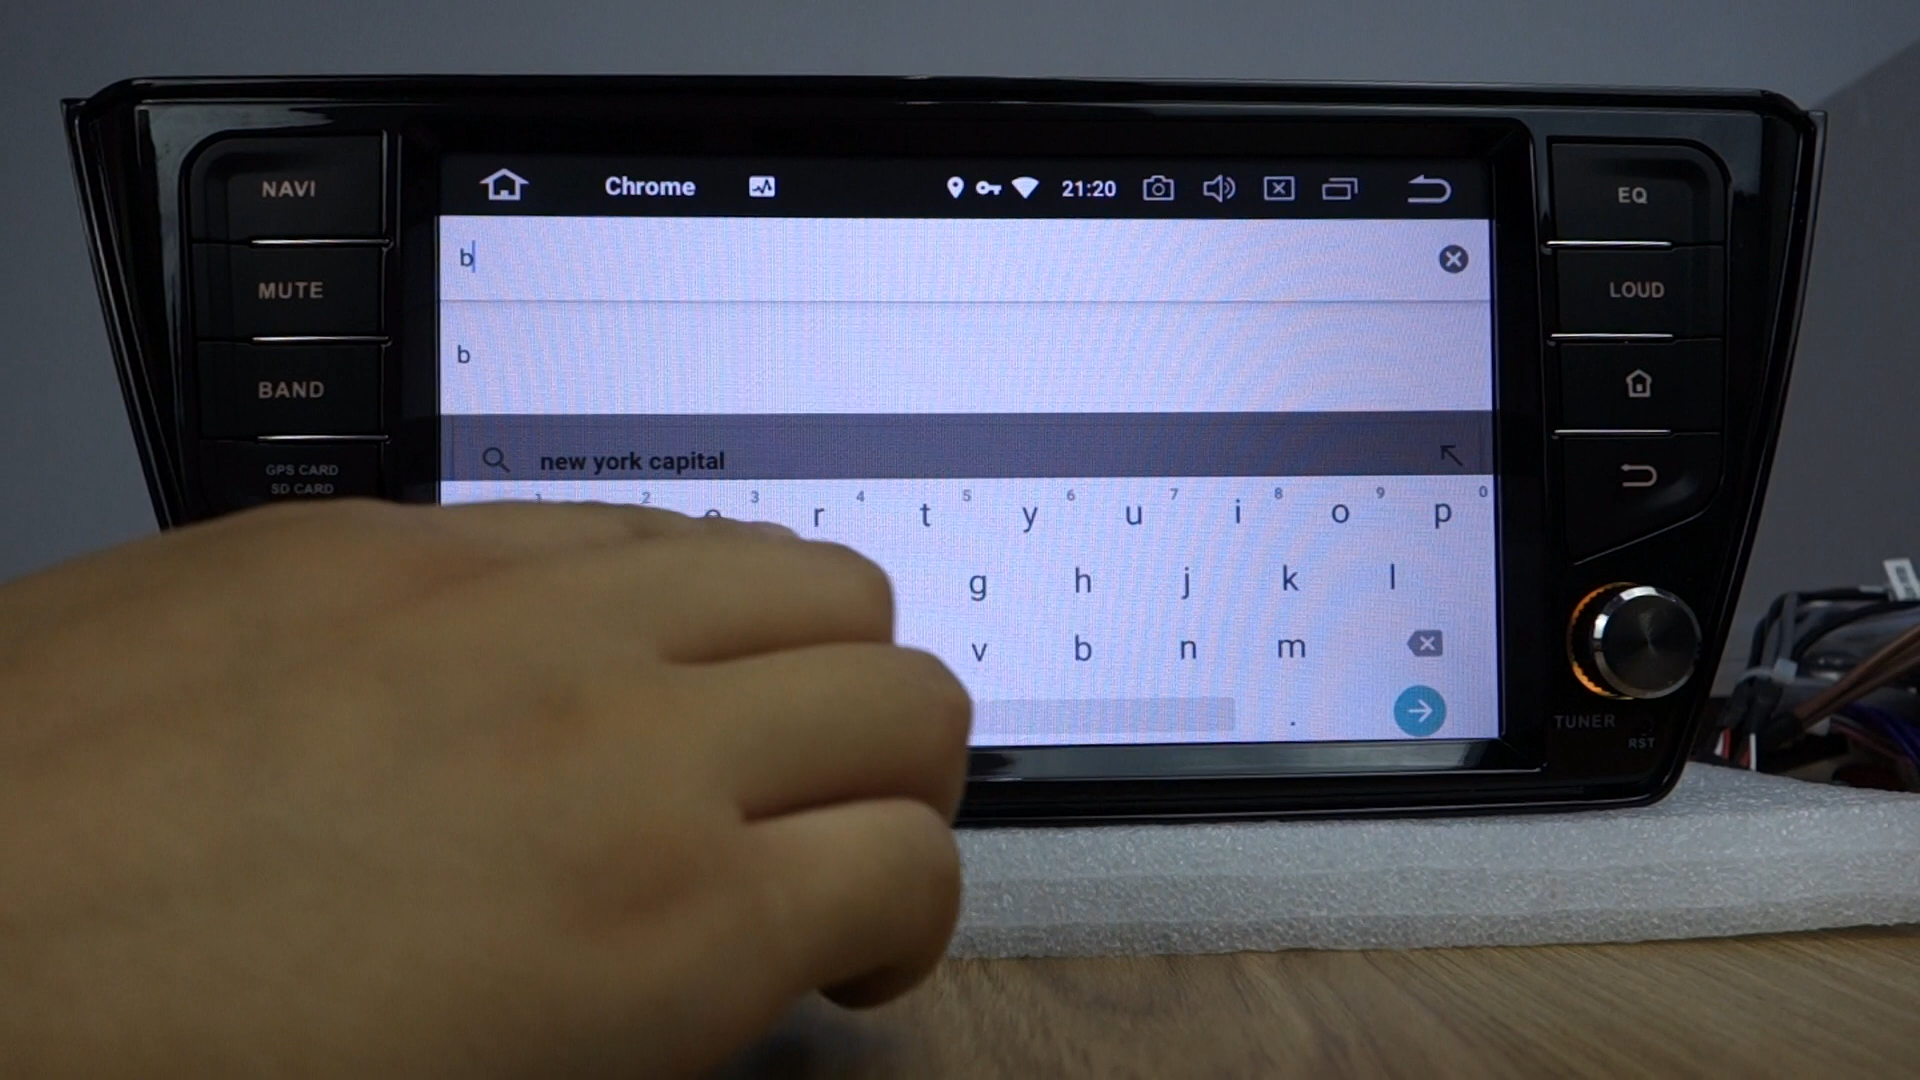 NAVI
MUTE
BAND
GPS CARD
SD CARD
Chrome
21:20
b
b
new york capital
1 2 3 4 5 6 7 8 9 0
r t y u i o p
g h j k l
v b n m
.
EQ
LOUD
TUNER
RST